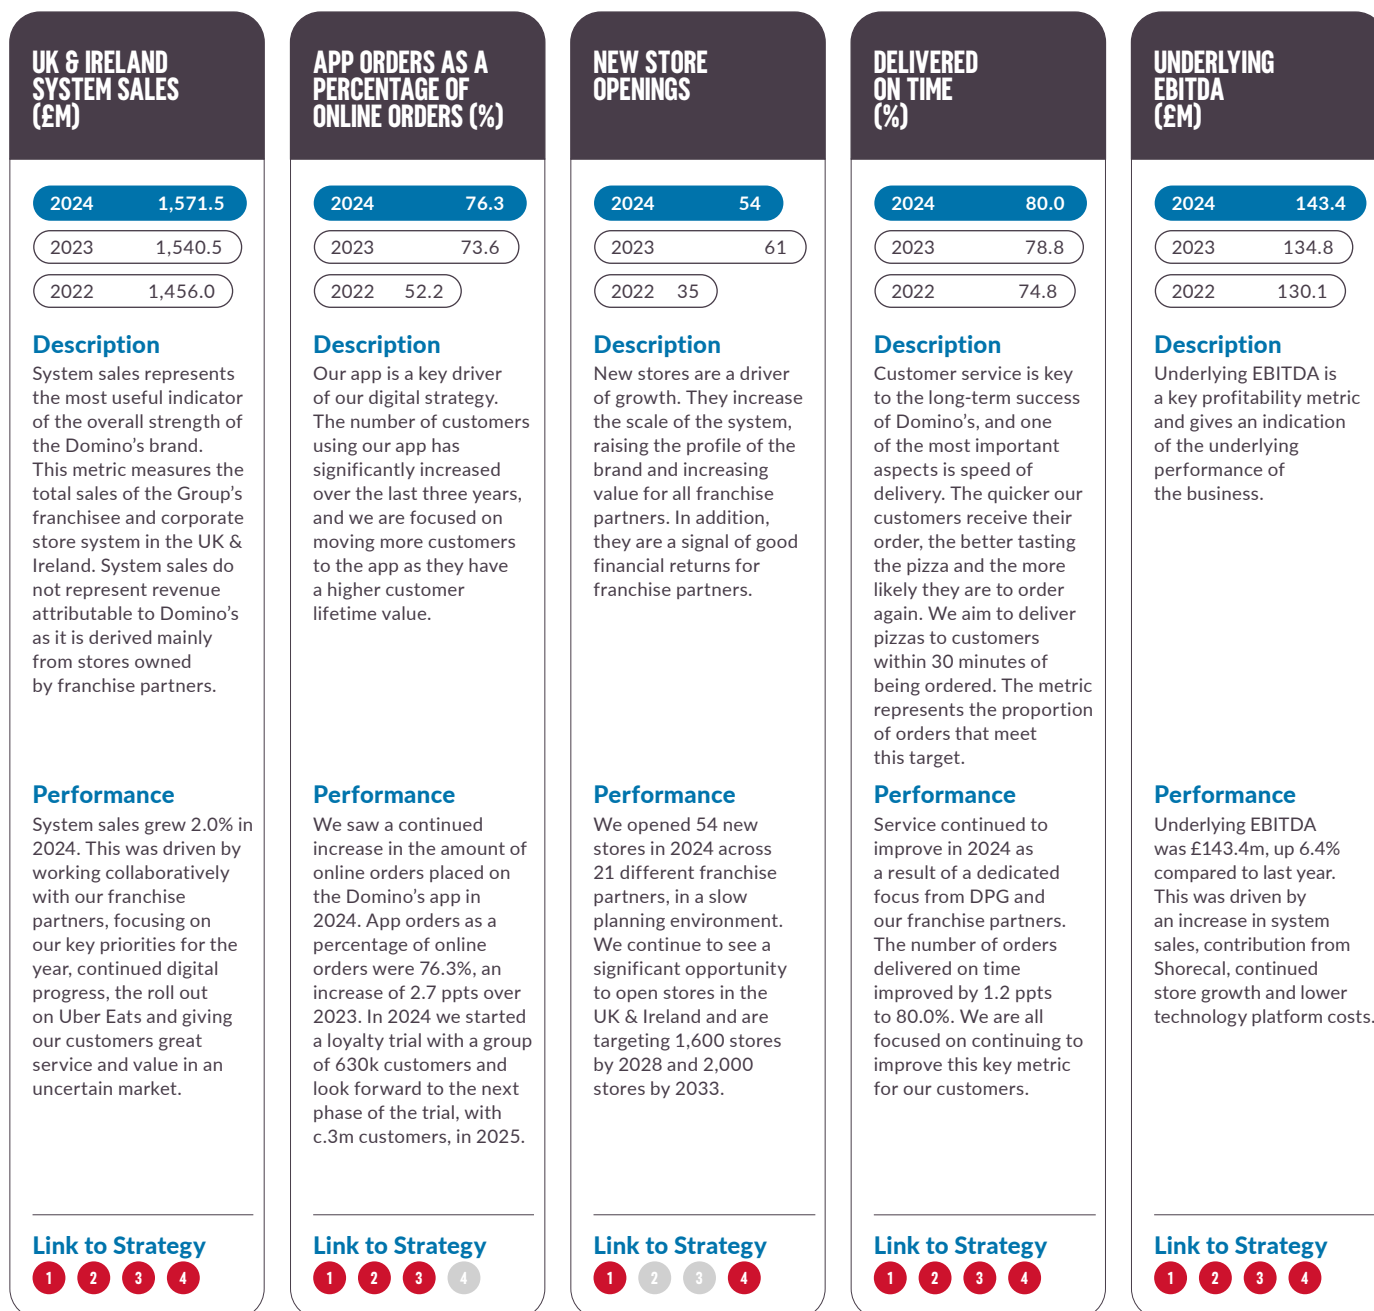 UK & IRELAND
SYSTEM SALES
(£M)
2024 1,571.5
2023 1,540.5
2022 1,456.0
Description
System sales represents
the most useful indicator
of the overall strength of
the Domino's brand.
This metric measures the
total sales of the Group's
franchisee and corporate
store system in the UK &
Ireland. System sales do
not represent revenue
attributable to Domino's
as it is derived mainly
from stores owned
by franchise partners.
Performance
System sales grew 2.0% in
2024. This was driven by
working collaboratively
with our franchise
partners, focusing on
our key priorities for the
year, continued digital
progress, the roll out
on Uber Eats and giving
our customers great
service and value in an
uncertain market.
Link to Strategy
1 2 3 4
APP ORDERS AS A
PERCENTAGE OF
ONLINE ORDERS (%)
2024 76.3
2023 73.6
2022 52.2
Description
Our app is a key driver
of our digital strategy.
The number of customers
using our app has
significantly increased
over the last three years,
and we are focused on
moving more customers
to the app as they have
a higher customer
lifetime value.
Performance
We saw a continued
increase in the amount of
online orders placed on
the Domino's app in
2024. App orders as a
percentage of online
orders were 76.3%, an
increase of 2.7 ppts over
2023. In 2024 we started
a loyalty trial with a group
of 630k customers and
look forward to the next
phase of the trial, with
c.3m customers, in 2025.
Link to Strategy
1 2 3 4
NEW STORE
OPENINGS
2024 54
2023 61
2022 35
Description
New stores are a driver
of growth. They increase
the scale of the system,
raising the profile of the
brand and increasing
value for all franchise
partners. In addition,
they are a signal of good
financial returns for
franchise partners.
Performance
We opened 54 new
stores in 2024 across
21 different franchise
partners, in a slow
planning environment.
We continue to see a
significant opportunity
to open stores in the
UK & Ireland and are
targeting 1,600 stores
by 2028 and 2,000
stores by 2033.
Link to Strategy
1 2 3 4
DELIVERED
ON TIME
(%)
2024 80.0
2023 78.8
2022 74.8
Description
Customer service is key
to the long-term success
of Domino's, and one
of the most important
aspects is speed of
delivery. The quicker our
customers receive their
order, the better tasting
the pizza and the more
likely they are to order
again. We aim to deliver
pizzas to customers
within 30 minutes of
being ordered. The metric
represents the proportion
of orders that meet
this target.
Performance
Service continued to
improve in 2024 as
a result of a dedicated
focus from DPG and
our franchise partners.
The number of orders
delivered on time
improved by 1.2 ppts
to 80.0%. We are all
focused on continuing to
improve this key metric
for our customers.
Link to Strategy
1 2 3 4
UNDERLYING
EBITDA
(£M)
2024 143.4
2023 134.8
2022 130.1
Description
Underlying EBITDA is
a key profitability metric
and gives an indication
of the underlying
performance of
the business.
Performance
Underlying EBITDA
was £143.4m, up 6.4%
compared to last year.
This was driven by
an increase in system
sales, contribution from
Shorecal, continued
store growth and lower
technology platform costs.
Link to Strategy
1 2 3 4